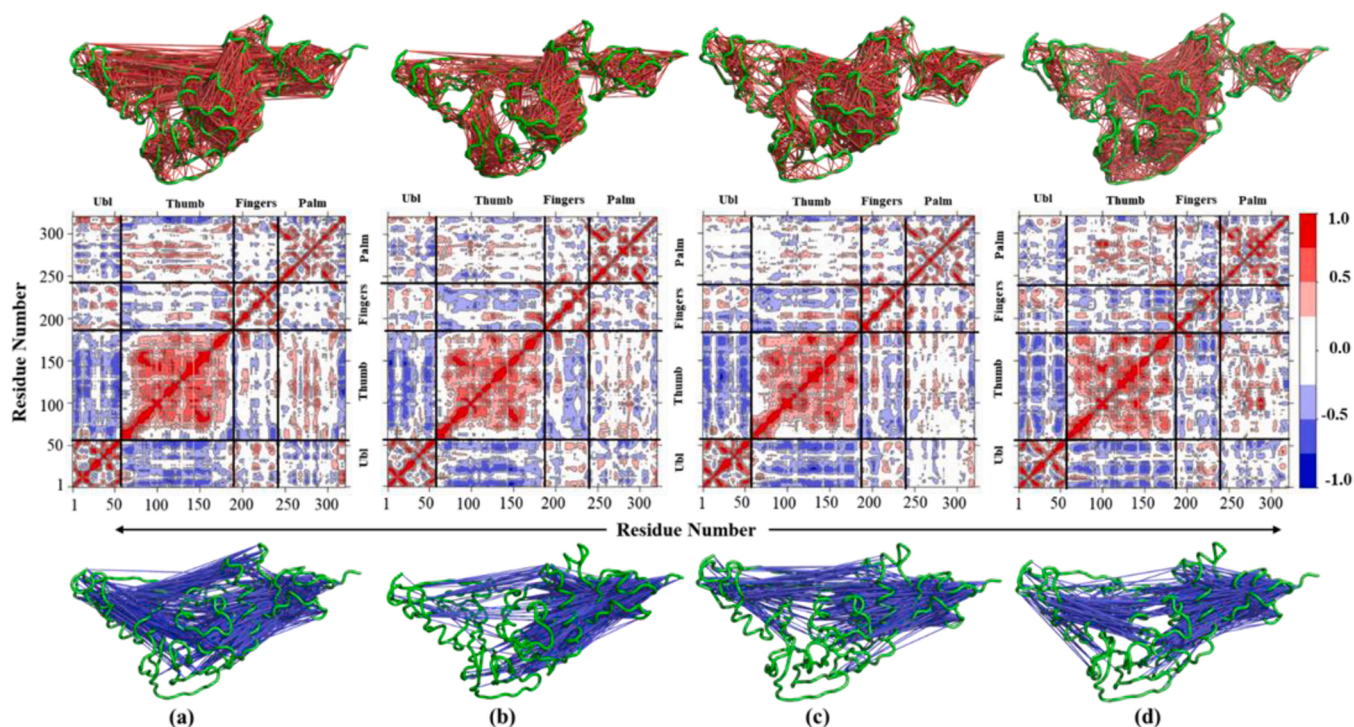 Ubl Thumb Fingers Palm
Ubl Thumb Fingers Palm
Ubl Thumb Fingers Palm
Ubl Thumb Fingers Palm
Residue Number
300
250
200
150
100
50
1
Palm
Fingers
Thumb
Ubl
Palm
Fingers
Thumb
Ubl
Palm
Fingers
Thumb
Ubl
1.0
0.5
0.0
-0.5
-1.0
1 50 100 150 200 250 300
1 50 100 150 200 250 300
1 50 100 150 200 250 300
1 50 100 150 200 250 300
Residue Number
(a) (b) (c) (d)